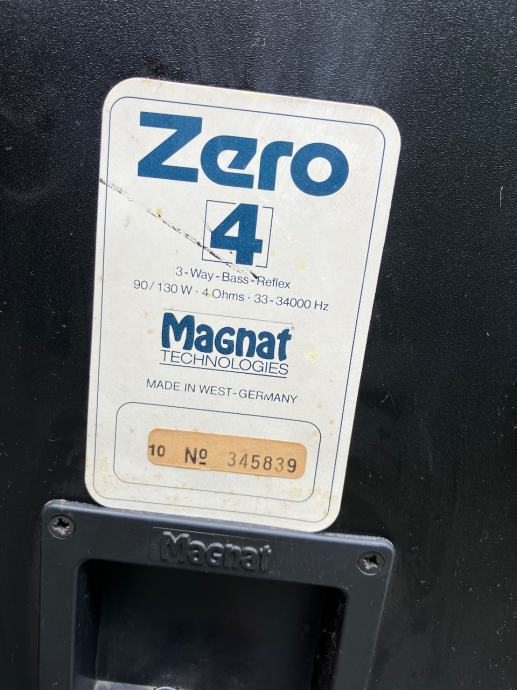 Zero
4
3-Way-Bass-Reflex
90/130 W · 4 Ohms · 33-34000 Hz
Magnat
TECHNOLOGIES
MADE IN WEST-GERMANY
10 № 345839
Magnat